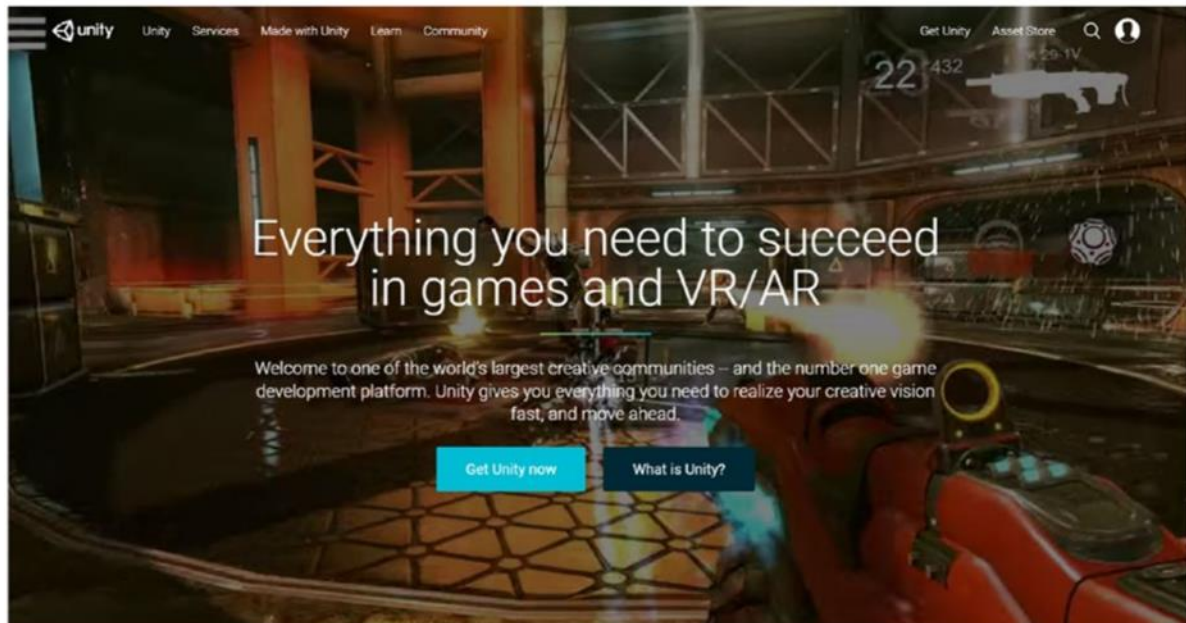 unity Unity Services Made with Unity Learn Community Get Unity Asset Store
22 432
29-1V
Everything you need to succeed
in games and VR/AR
Welcome to one of the world's largest creative communities – and the number one game
development platform. Unity gives you everything you need to realize your creative vision
fast, and move ahead.
Get Unity now What is Unity?